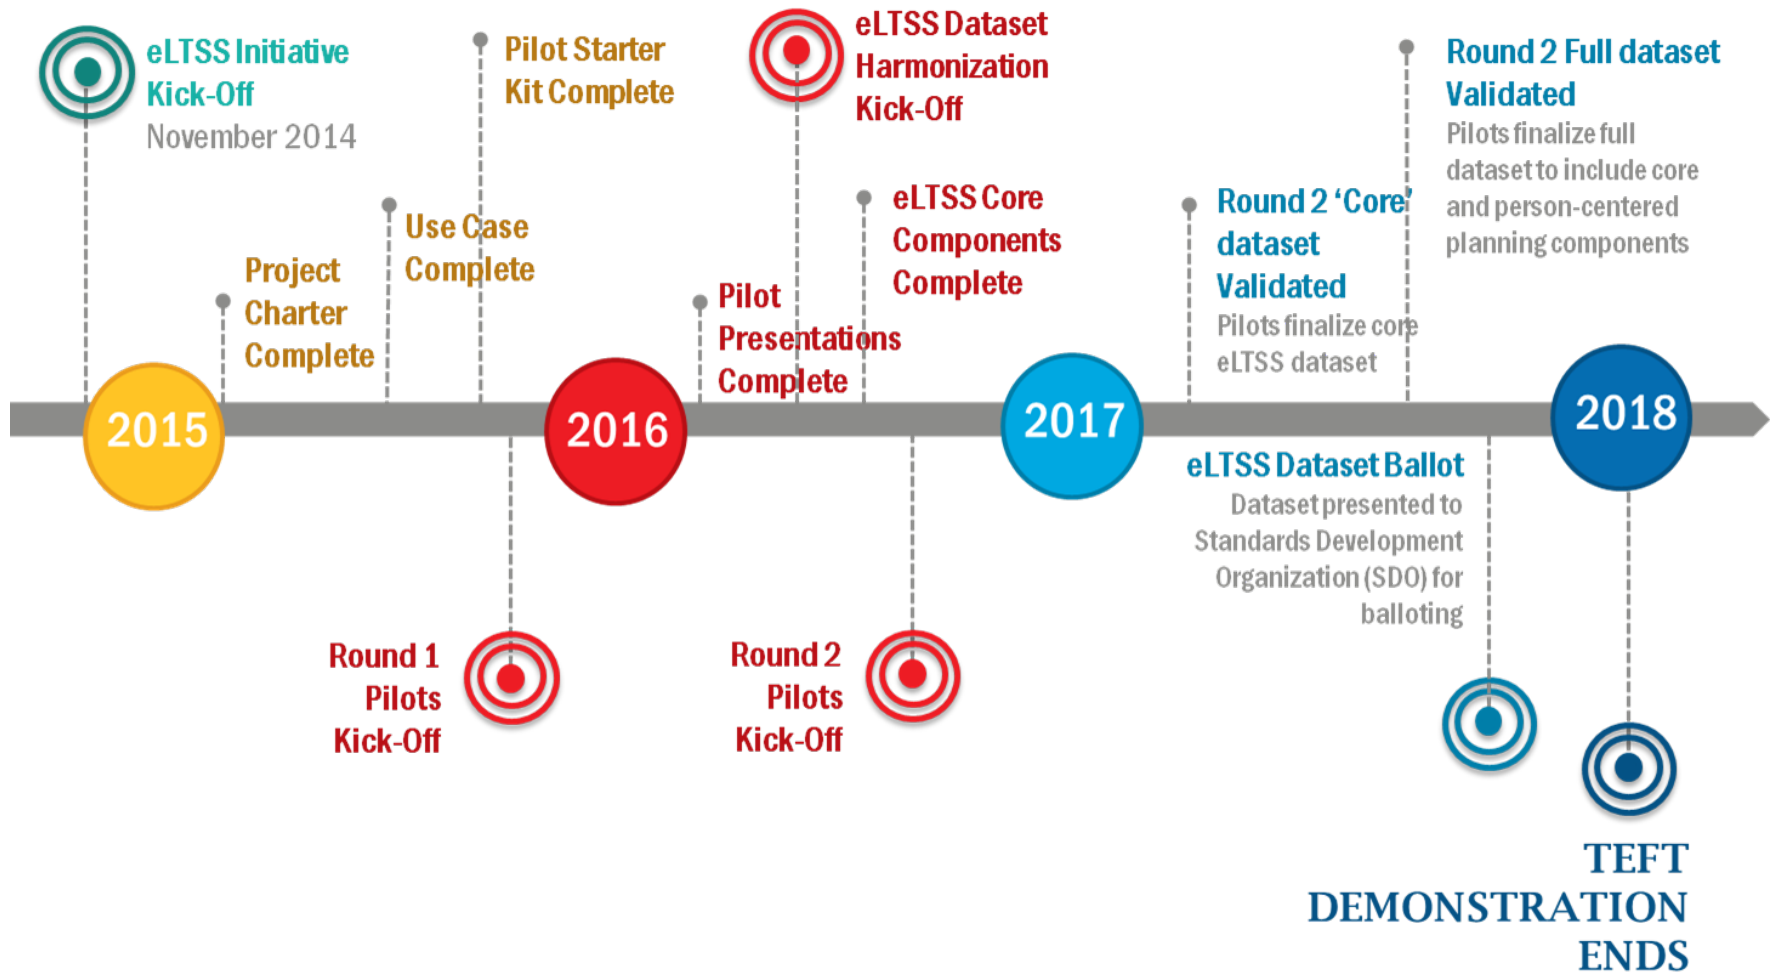 eLTSS Initiative
Kick-Off
November 2014
Project
Charter
Complete
Use Case
Complete
Pilot Starter
Kit Complete
Pilot
Presentations
Complete
eLTSS Dataset
Harmonization
Kick-Off
eLTSS Core
Components
Complete
Round 2 ‘Core’
dataset
Validated
Pilots finalize core
eLTSS dataset
Round 2 Full dataset
Validated
Pilots finalize full
dataset to include core
and person-centered
planning components
2015
2016
2017
2018
Round 1
Pilots
Kick-Off
Round 2
Pilots
Kick-Off
eLTSS Dataset Ballot
Dataset presented to
Standards Development
Organization (SDO) for
balloting
TEFT
DEMONSTRATION
ENDS